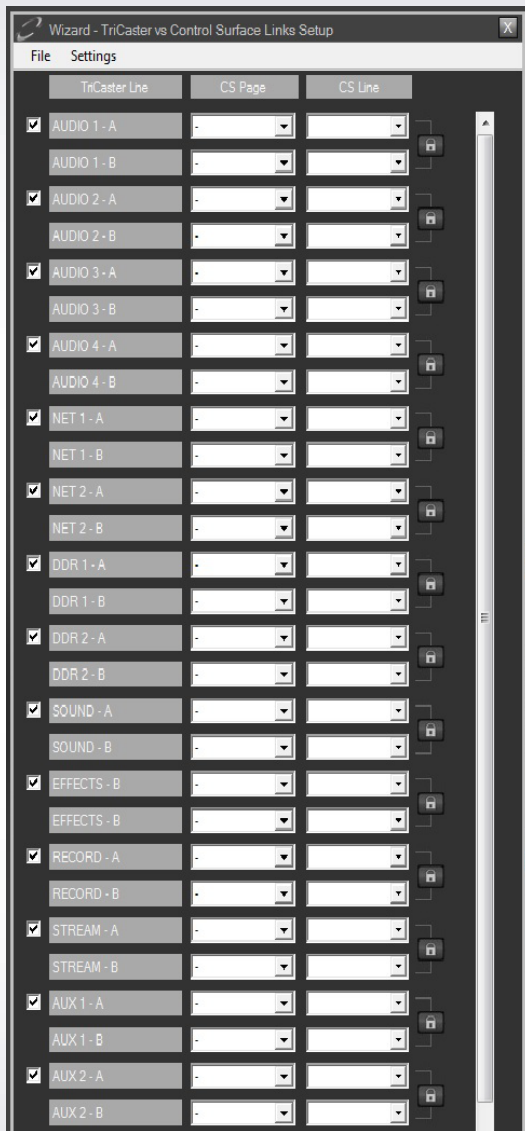 Wizard - TriCaster vs Control Surface Links Setup X
File Settings
TriCaster Line CS Page CS Line
AUDIO 1 - A -
AUDIO 1 - B -
AUDIO 2 - A -
AUDIO 2 - B -
AUDIO 3 - A -
AUDIO 3 - B -
AUDIO 4 - A -
AUDIO 4 - B -
NET 1 - A -
NET 1 - B -
NET 2 - A -
NET 2 - B -
DDR 1 - A -
DDR 1 - B -
DDR 2 - A -
DDR 2 - B -
SOUND - A -
SOUND - B -
EFFECTS - B -
EFFECTS - B -
RECORD - A -
RECORD - B -
STREAM - A -
STREAM - B -
AUX 1 - A -
AUX 1 - B -
AUX 2 - A -
AUX 2 - B -